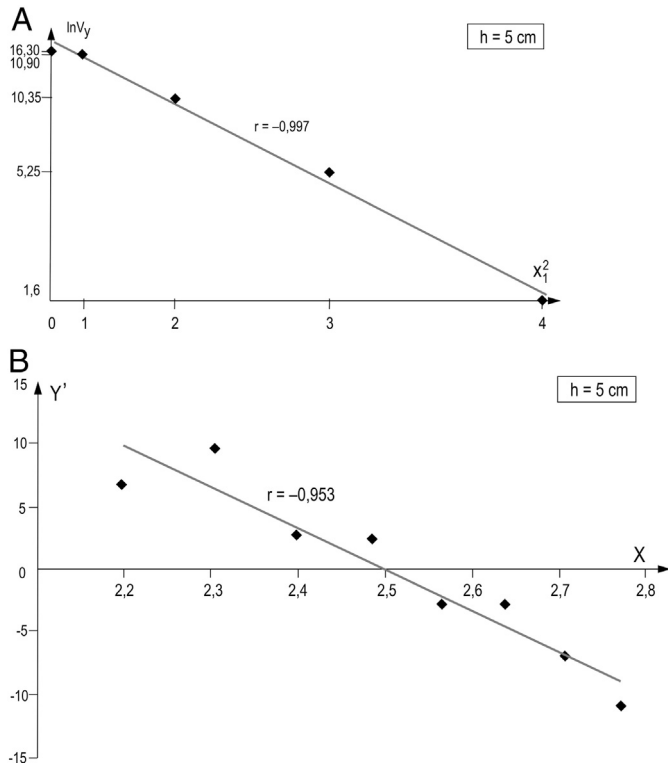 A
lnVy
h = 5 cm
16,30
10,90
10,35
r = –0,997
5,25
1,6
x₁²
0 1 2 3 4
B
15
Y'
h = 5 cm
10
r = –0,953
5
X
0
2,2 2,3 2,4 2,5 2,6 2,7 2,8
-5
-10
-15